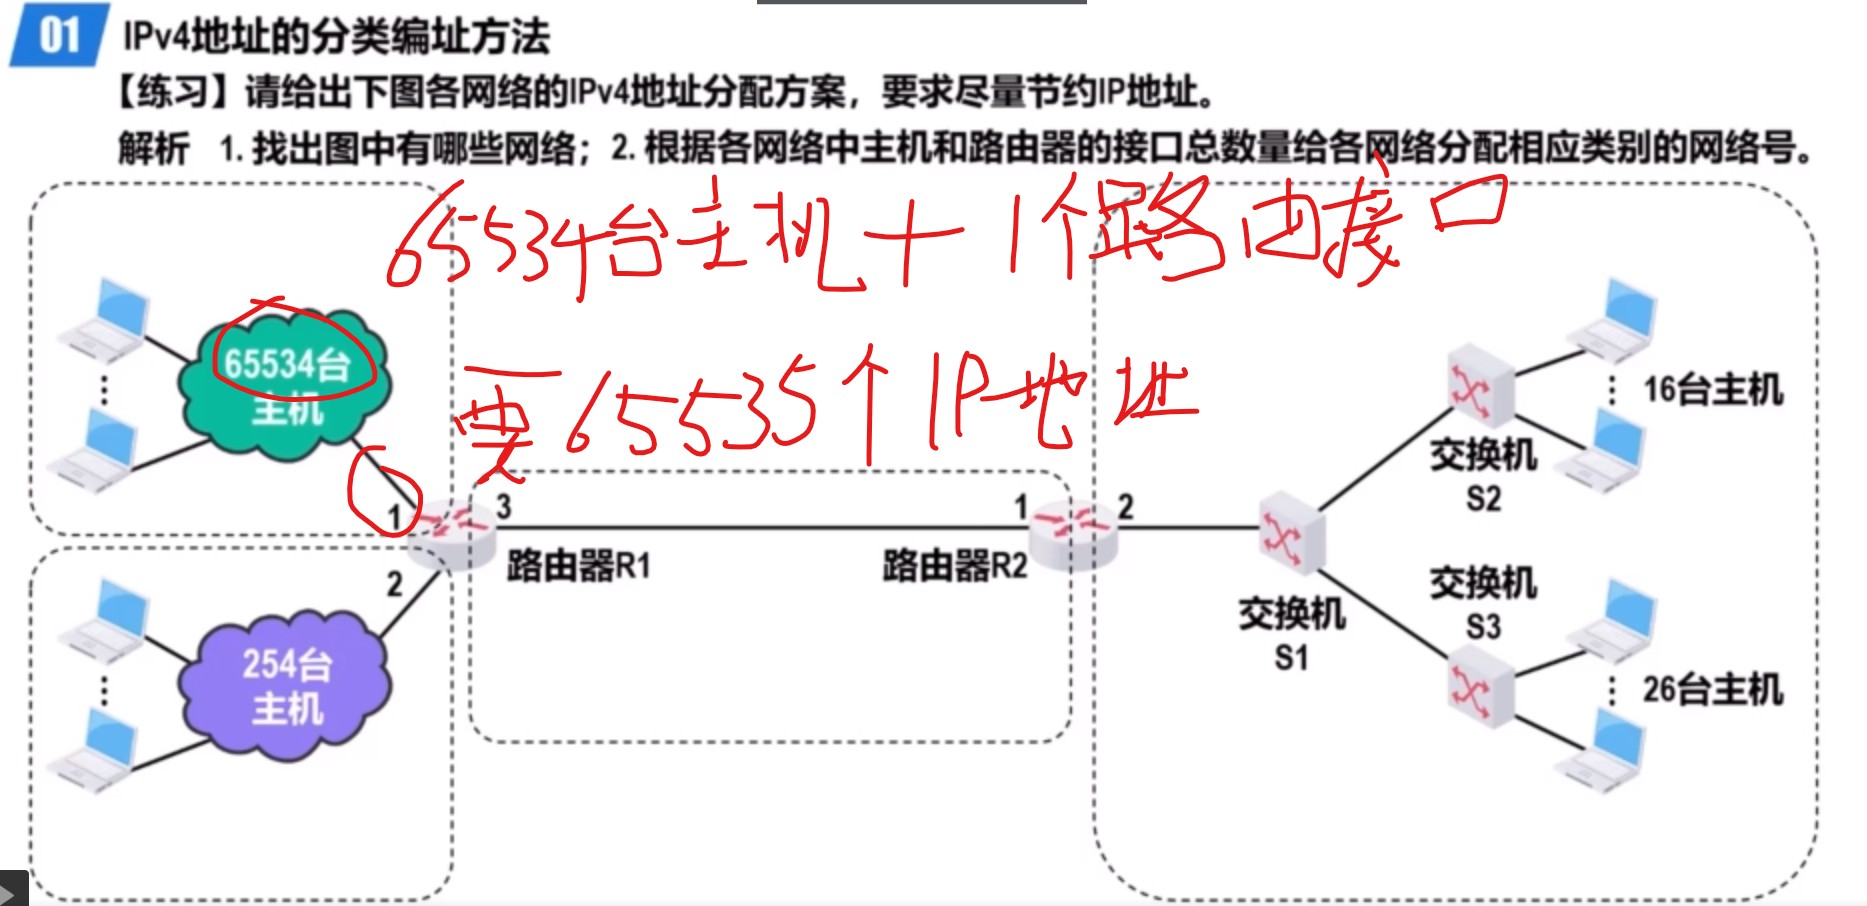 01 IPv4地址的分类编址方法
【练习】请给出下图各网络的IPv4地址分配方案，要求尽量节约IP地址。
解析 1. 找出图中有哪些网络；2. 根据各网络中主机和路由器的接口总数量给各网络分配相应类别的网络号。
65534台主机＋1个路由接口
要65535个IP地址
65534台
主机
16台主机
交换机
S2
1
3
1
2
路由器R1
路由器R2
2
交换机
S1
交换机
S3
254台
主机
26台主机